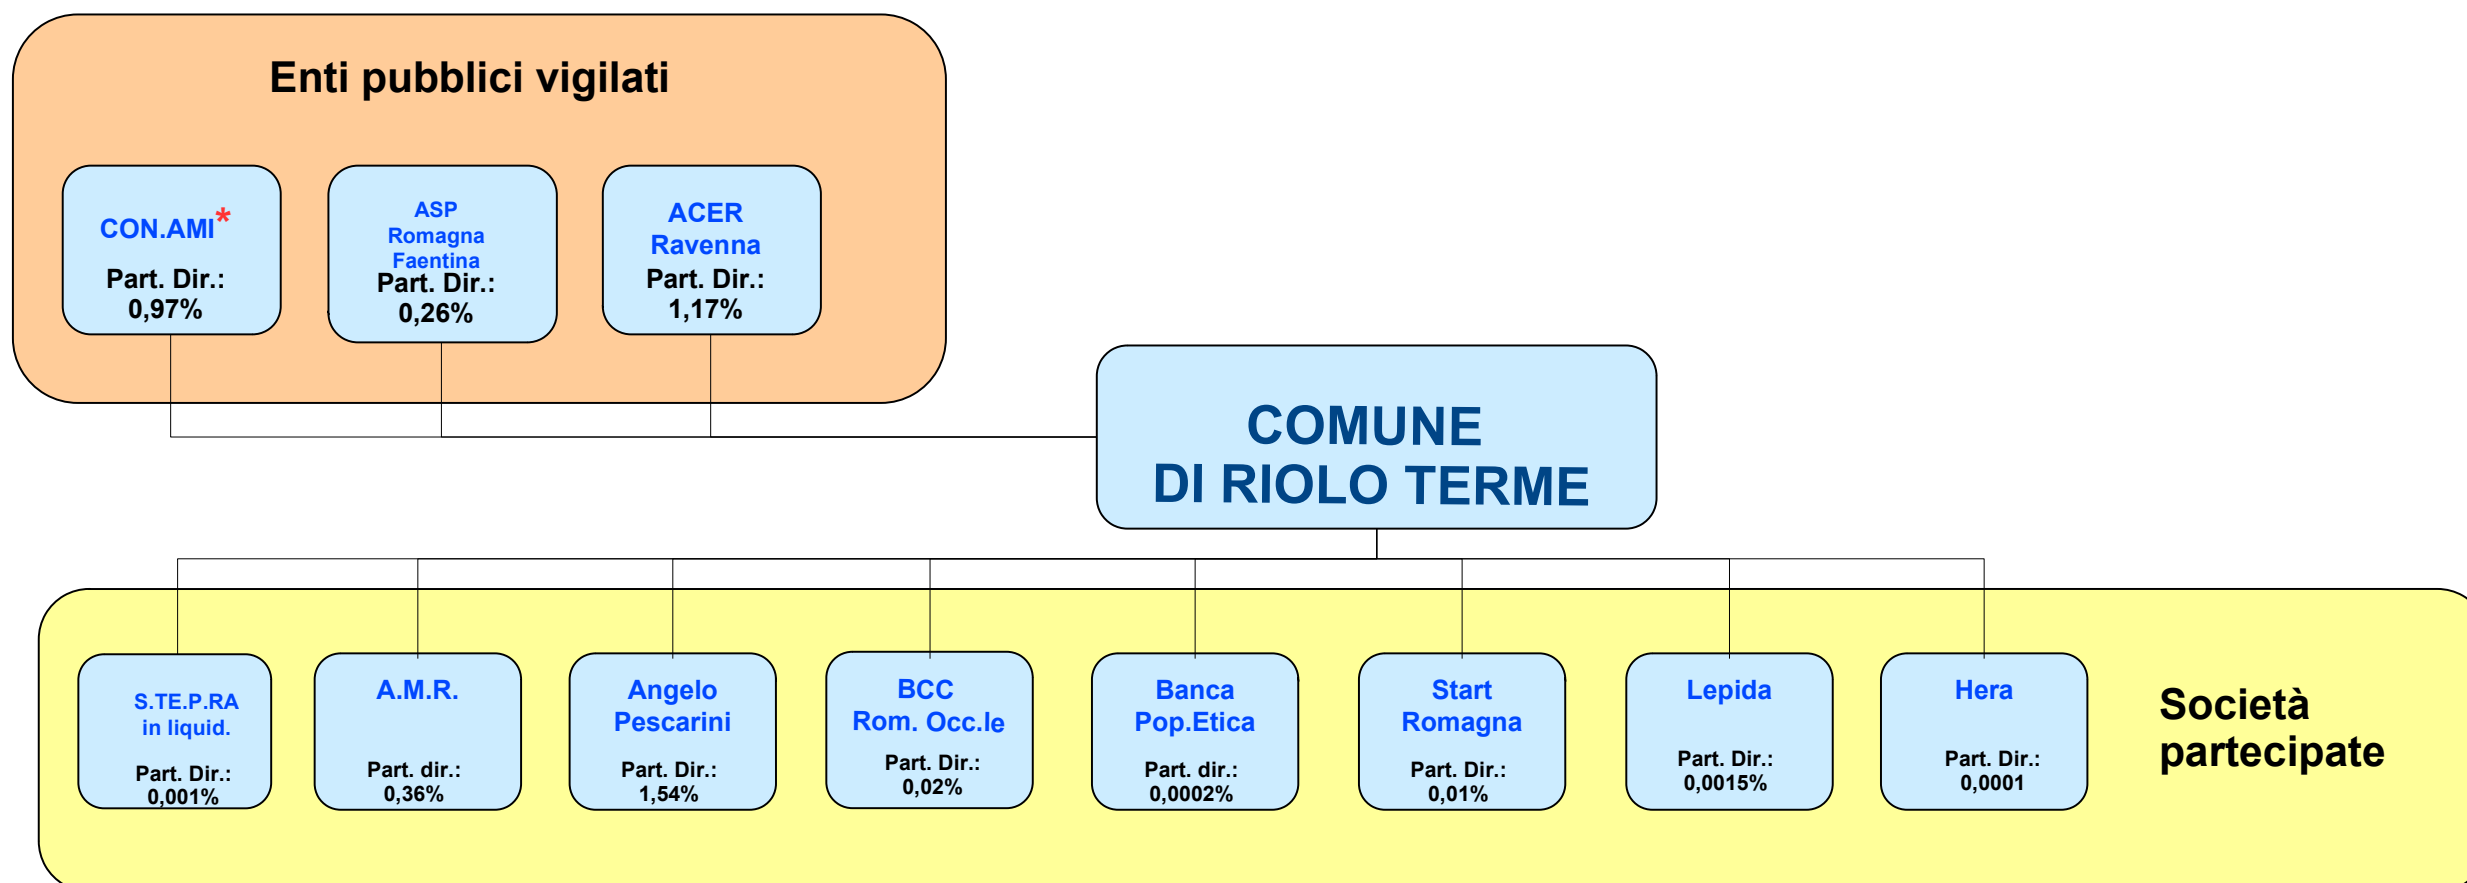 Enti pubblici vigilati
CON.AMI*
Part. Dir.:
0,97%
ASP
Romagna
Faentina
Part. Dir.:
0,26%
ACER
Ravenna
Part. Dir.:
1,17%
COMUNE
DI RIOLO TERME
S.TE.P.RA
in liquid.
Part. Dir.:
0,001%
A.M.R.
Part. dir.:
0,36%
Angelo
Pescarini
Part. Dir.:
1,54%
BCC
Rom. Occ.le
Part. Dir.:
0,02%
Banca
Pop.Etica
Part. dir.:
0,0002%
Start
Romagna
Part. Dir.:
0,01%
Lepida
Part. Dir.:
0,0015%
Hera
Part. Dir.:
0,0001
Società
partecipate